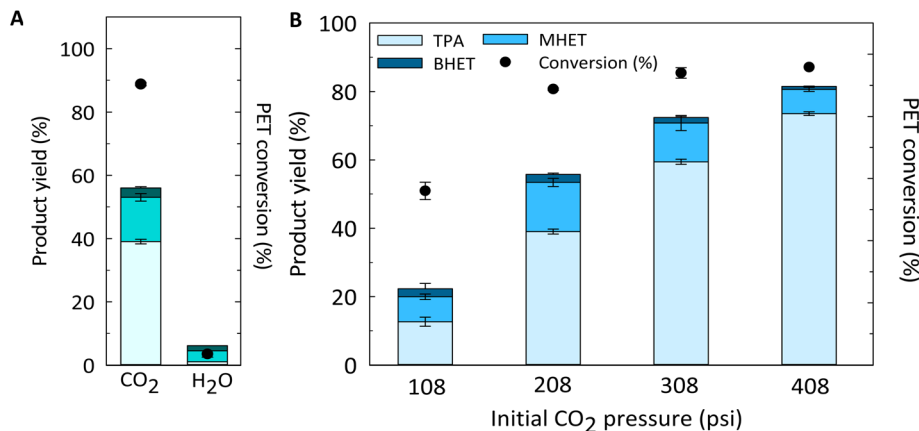 A
100
80
60
40
20
0
Product yield (%)
PET conversion (%)
CO2
H2O
B
100
80
60
40
20
0
Product yield (%)
TPA
MHET
BHET
Conversion (%)
PET conversion (%)
108
208
308
408
Initial CO2 pressure (psi)